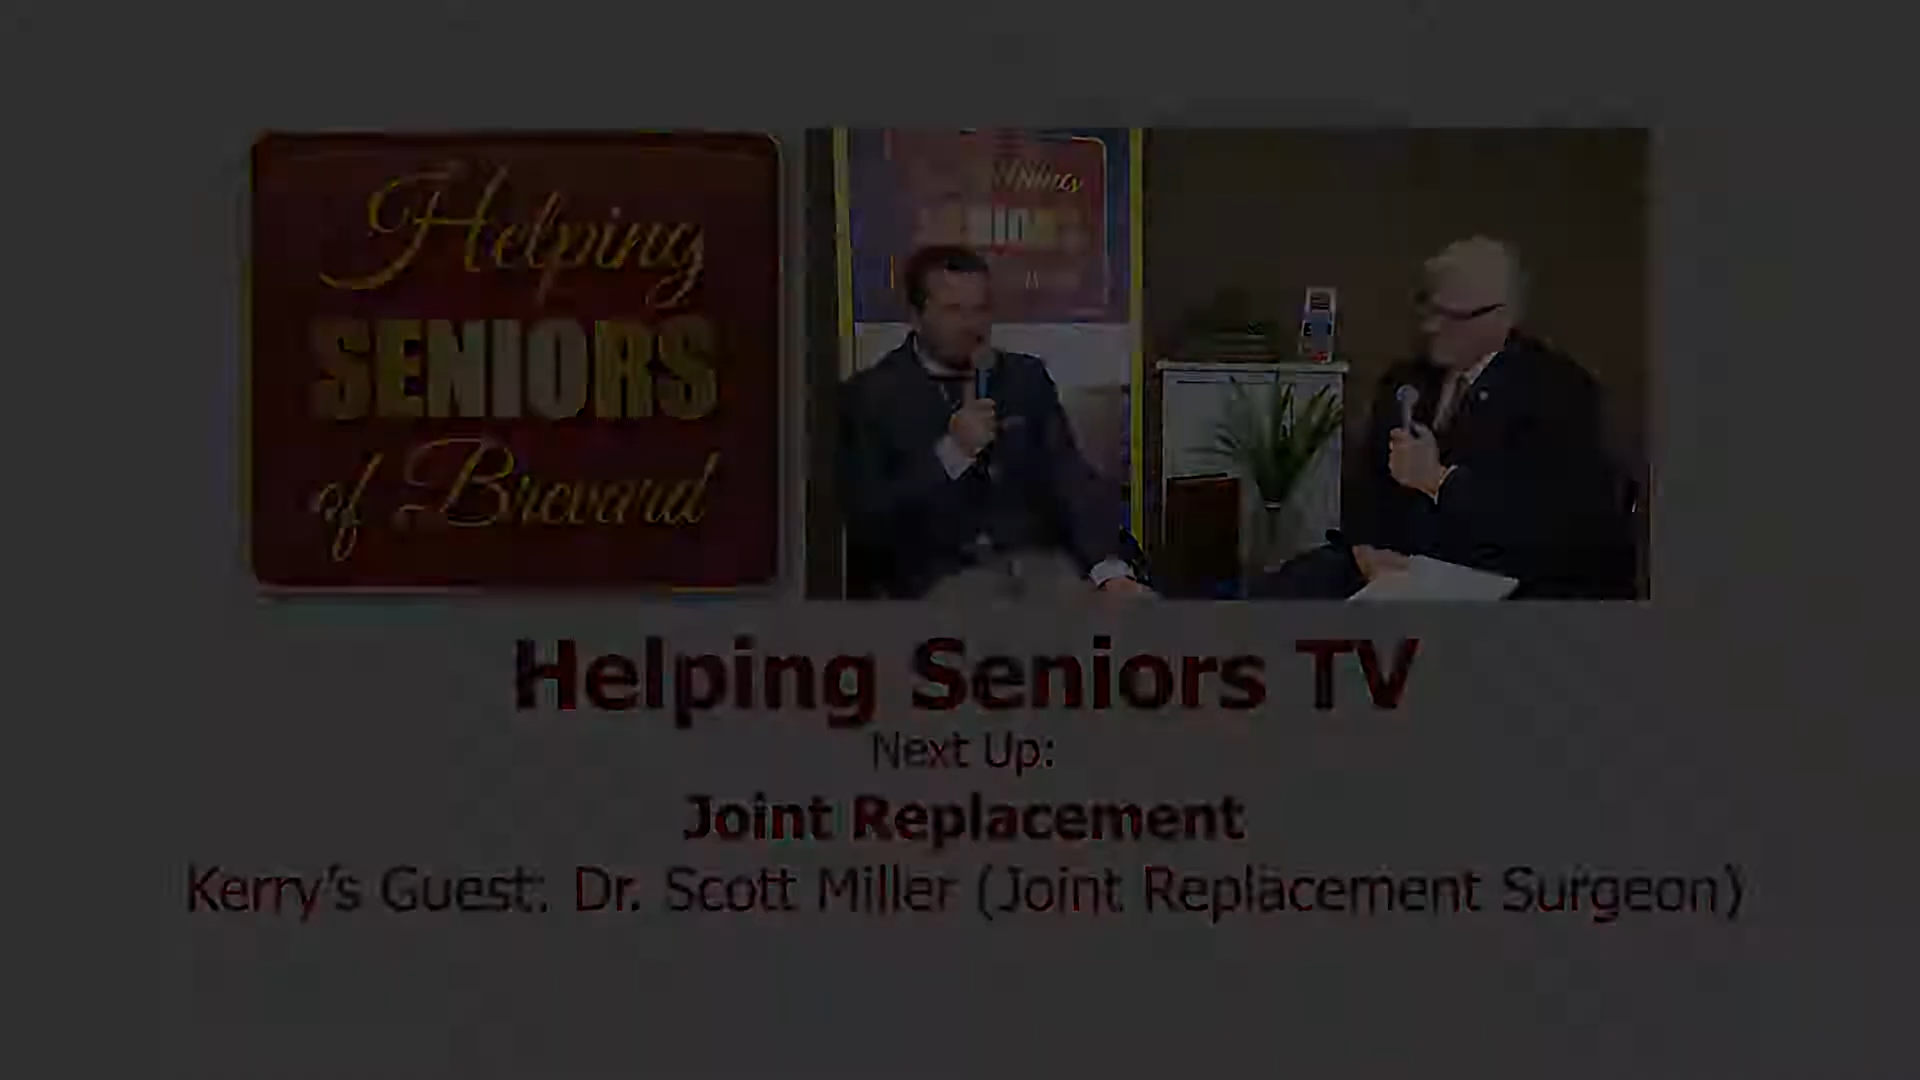 Helping
SENIORS
of Brevard
Helping Seniors TV
Next Up:
Joint Replacement
Kerry's Guest: Dr. Scott Miller (Joint Replacement Surgeon)